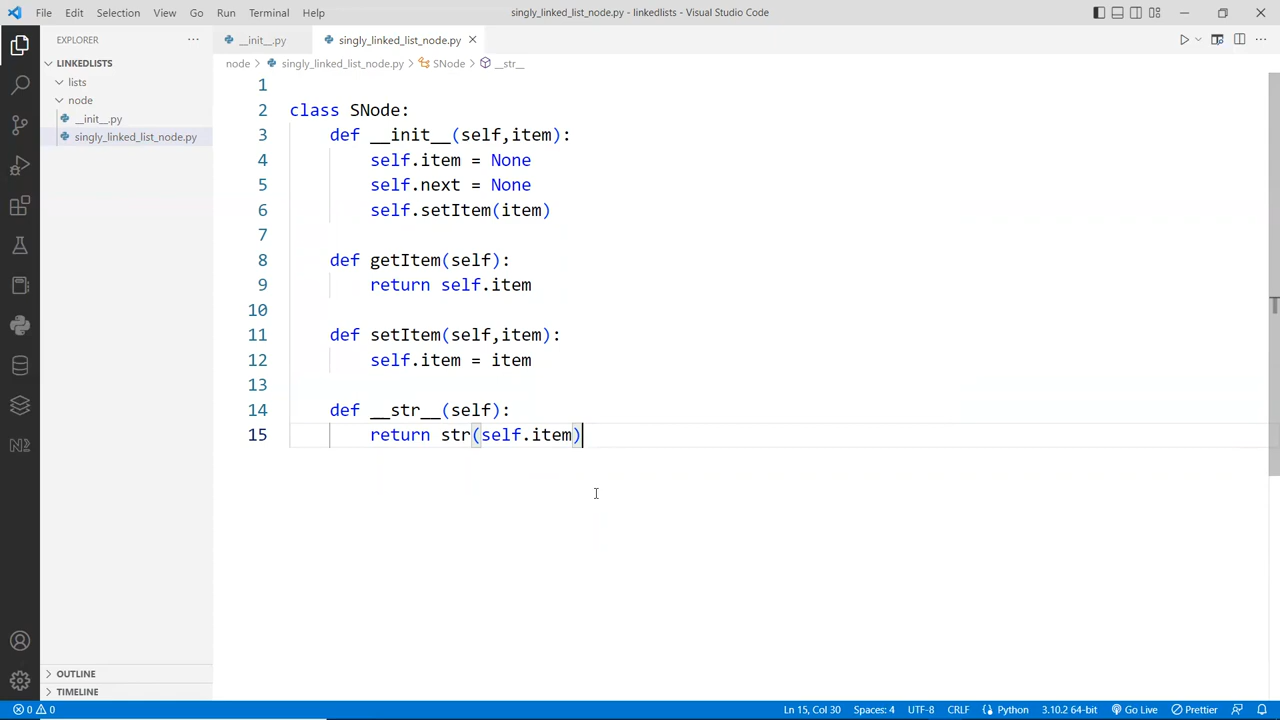 File Edit Selection View Go Run Terminal Help singly_linked_list_node.py - linkedlists - Visual Studio Code
EXPLORER
LINKEDLISTS
lists
node
__init__.py
singly_linked_list_node.py
OUTLINE
TIMELINE
__init__.py singly_linked_list_node.py
node > singly_linked_list_node.py > SNode > __str__
1
2 class SNode:
3     def __init__(self,item):
4         self.item = None
5         self.next = None
6         self.setItem(item)
7
8     def getItem(self):
9         return self.item
10
11     def setItem(self,item):
12         self.item = item
13
14     def __str__(self):
15         return str(self.item)
0 0 Ln 15, Col 30 Spaces: 4 UTF-8 CRLF Python 3.10.2 64-bit Go Live Prettier